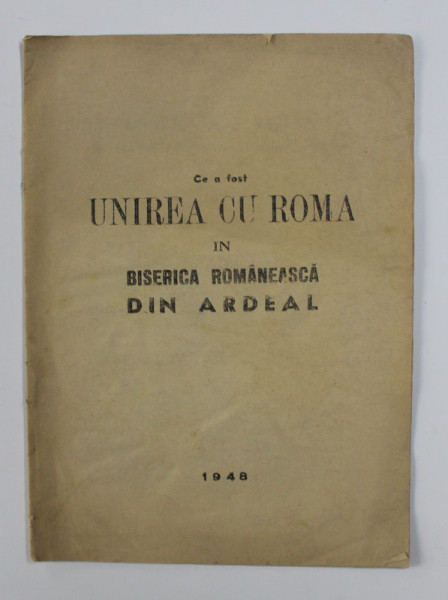 Ce a fost
UNIREA CU ROMA
IN
BISERICA ROMÂNEASCĂ
DIN ARDEAL
1948